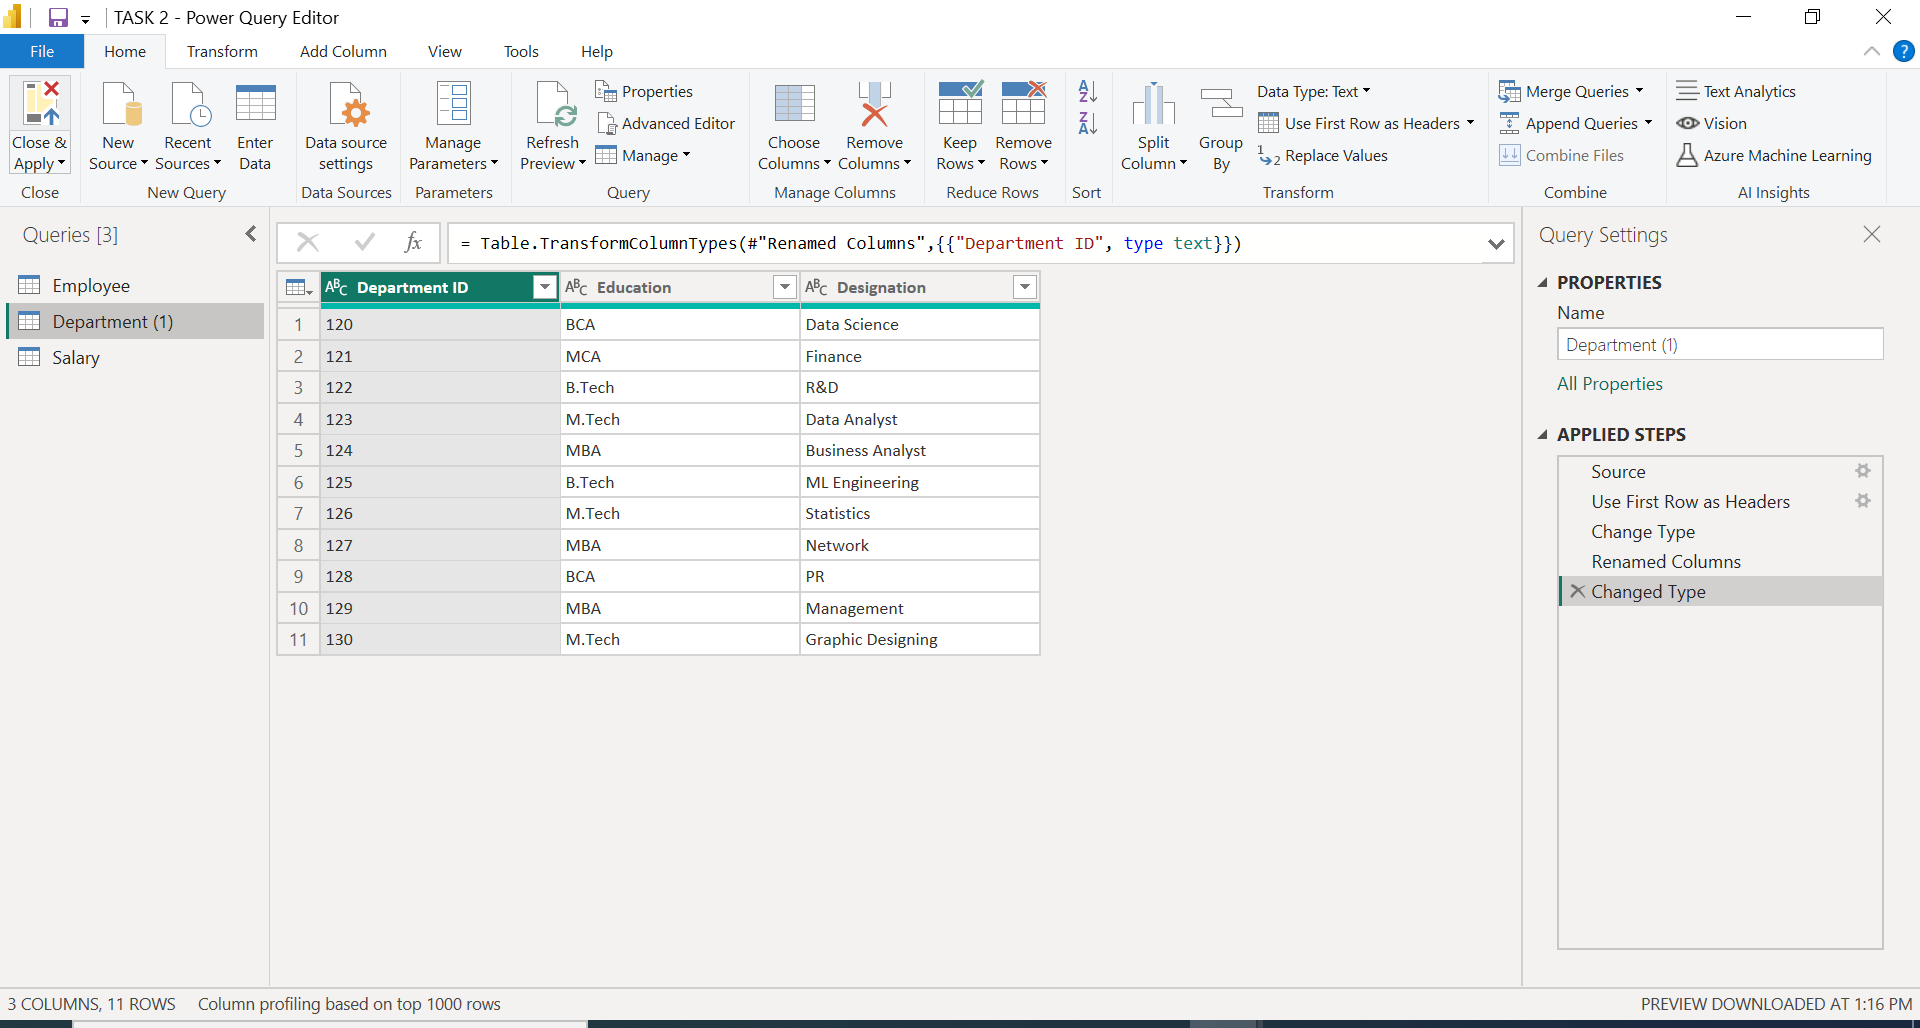 TASK 2 - Power Query Editor
File Home Transform Add Column View Tools Help
Close & Apply
Close
New Source
Recent Sources
Enter Data
New Query
Data source settings
Data Sources
Manage Parameters
Parameters
Refresh Preview
Properties
Advanced Editor
Manage
Query
Choose Columns
Remove Columns
Manage Columns
Keep Rows
Remove Rows
Reduce Rows
Sort
Split Column
Group By
Data Type: Text
Use First Row as Headers
Replace Values
Transform
Merge Queries
Append Queries
Combine Files
Combine
Text Analytics
Vision
Azure Machine Learning
AI Insights
Queries [3]
Employee
Department (1)
Salary
fx
= Table.TransformColumnTypes(#"Renamed Columns",{{"Department ID", type text}})
ABC Department ID ABC Education ABC Designation
1 120 BCA Data Science
2 121 MCA Finance
3 122 B.Tech R&D
4 123 M.Tech Data Analyst
5 124 MBA Business Analyst
6 125 B.Tech ML Engineering
7 126 M.Tech Statistics
8 127 MBA Network
9 128 BCA PR
10 129 MBA Management
11 130 M.Tech Graphic Designing
Query Settings
PROPERTIES
Name
Department (1)
All Properties
APPLIED STEPS
Source
Use First Row as Headers
Change Type
Renamed Columns
Changed Type
3 COLUMNS, 11 ROWS Column profiling based on top 1000 rows
PREVIEW DOWNLOADED AT 1:16 PM